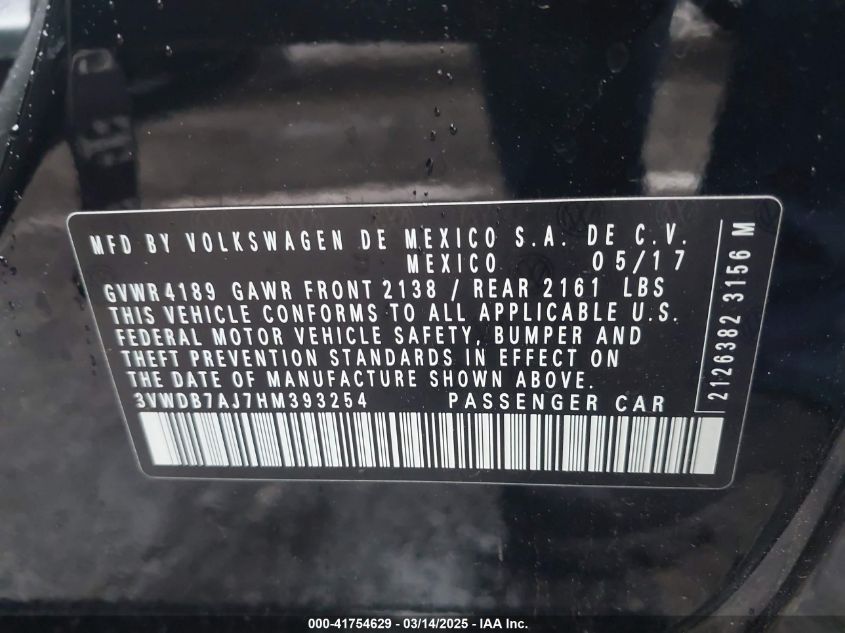 MFD BY VOLKSWAGEN DE MEXICO S.A. DE C.V.
MEXICO 05/17
GVWR4189 GAWR FRONT 2138 / REAR 2161 LBS
THIS VEHICLE CONFORMS TO ALL APPLICABLE U.S.
FEDERAL MOTOR VEHICLE SAFETY, BUMPER AND
THEFT PREVENTION STANDARDS IN EFFECT ON
THE DATE OF MANUFACTURE SHOWN ABOVE.
3VWDB7AJ7HM393254 PASSENGER CAR
2126382 3156 M
000-41754629 - 03/14/2025 - IAA Inc.